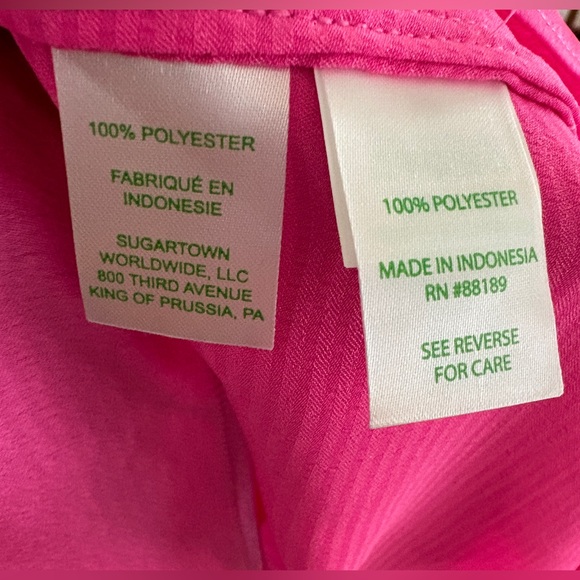 100% POLYESTER
FABRIQUÉ EN
INDONESIE
SUGARTOWN
WORLDWIDE, LLC
800 THIRD AVENUE
KING OF PRUSSIA, PA
100% POLYESTER
MADE IN INDONESIA
RN #88189
SEE REVERSE
FOR CARE